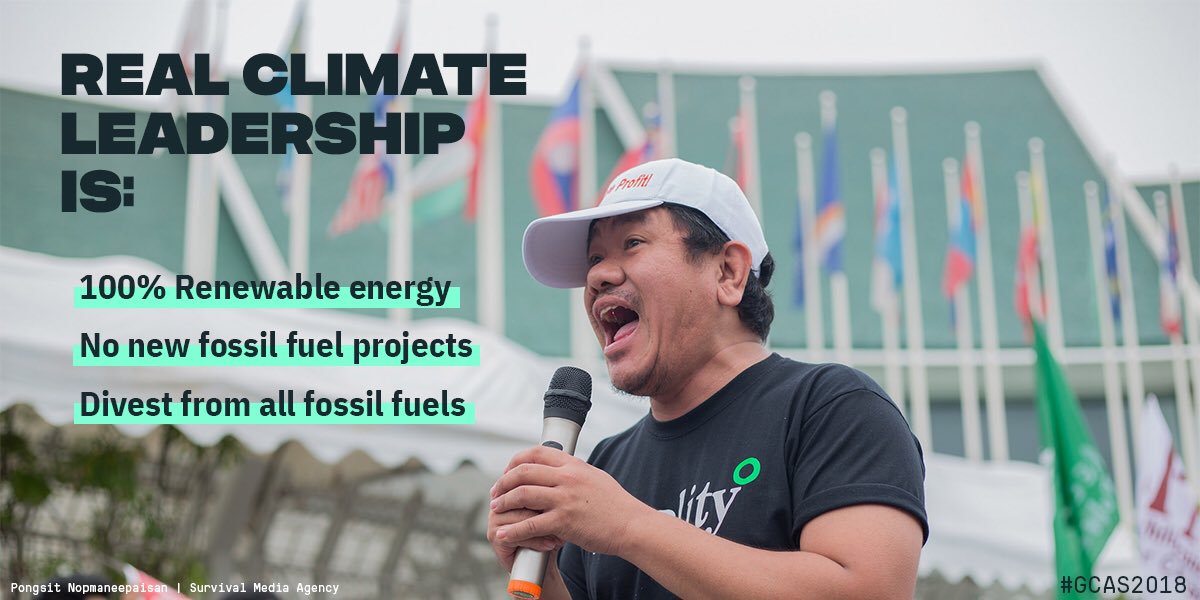 REAL CLIMATE
LEADERSHIP
IS:
100% Renewable energy
No new fossil fuel projects
Divest from all fossil fuels
Profit!
Pongsit Nopmaneepaisan | Survival Media Agency
#GCAS2018